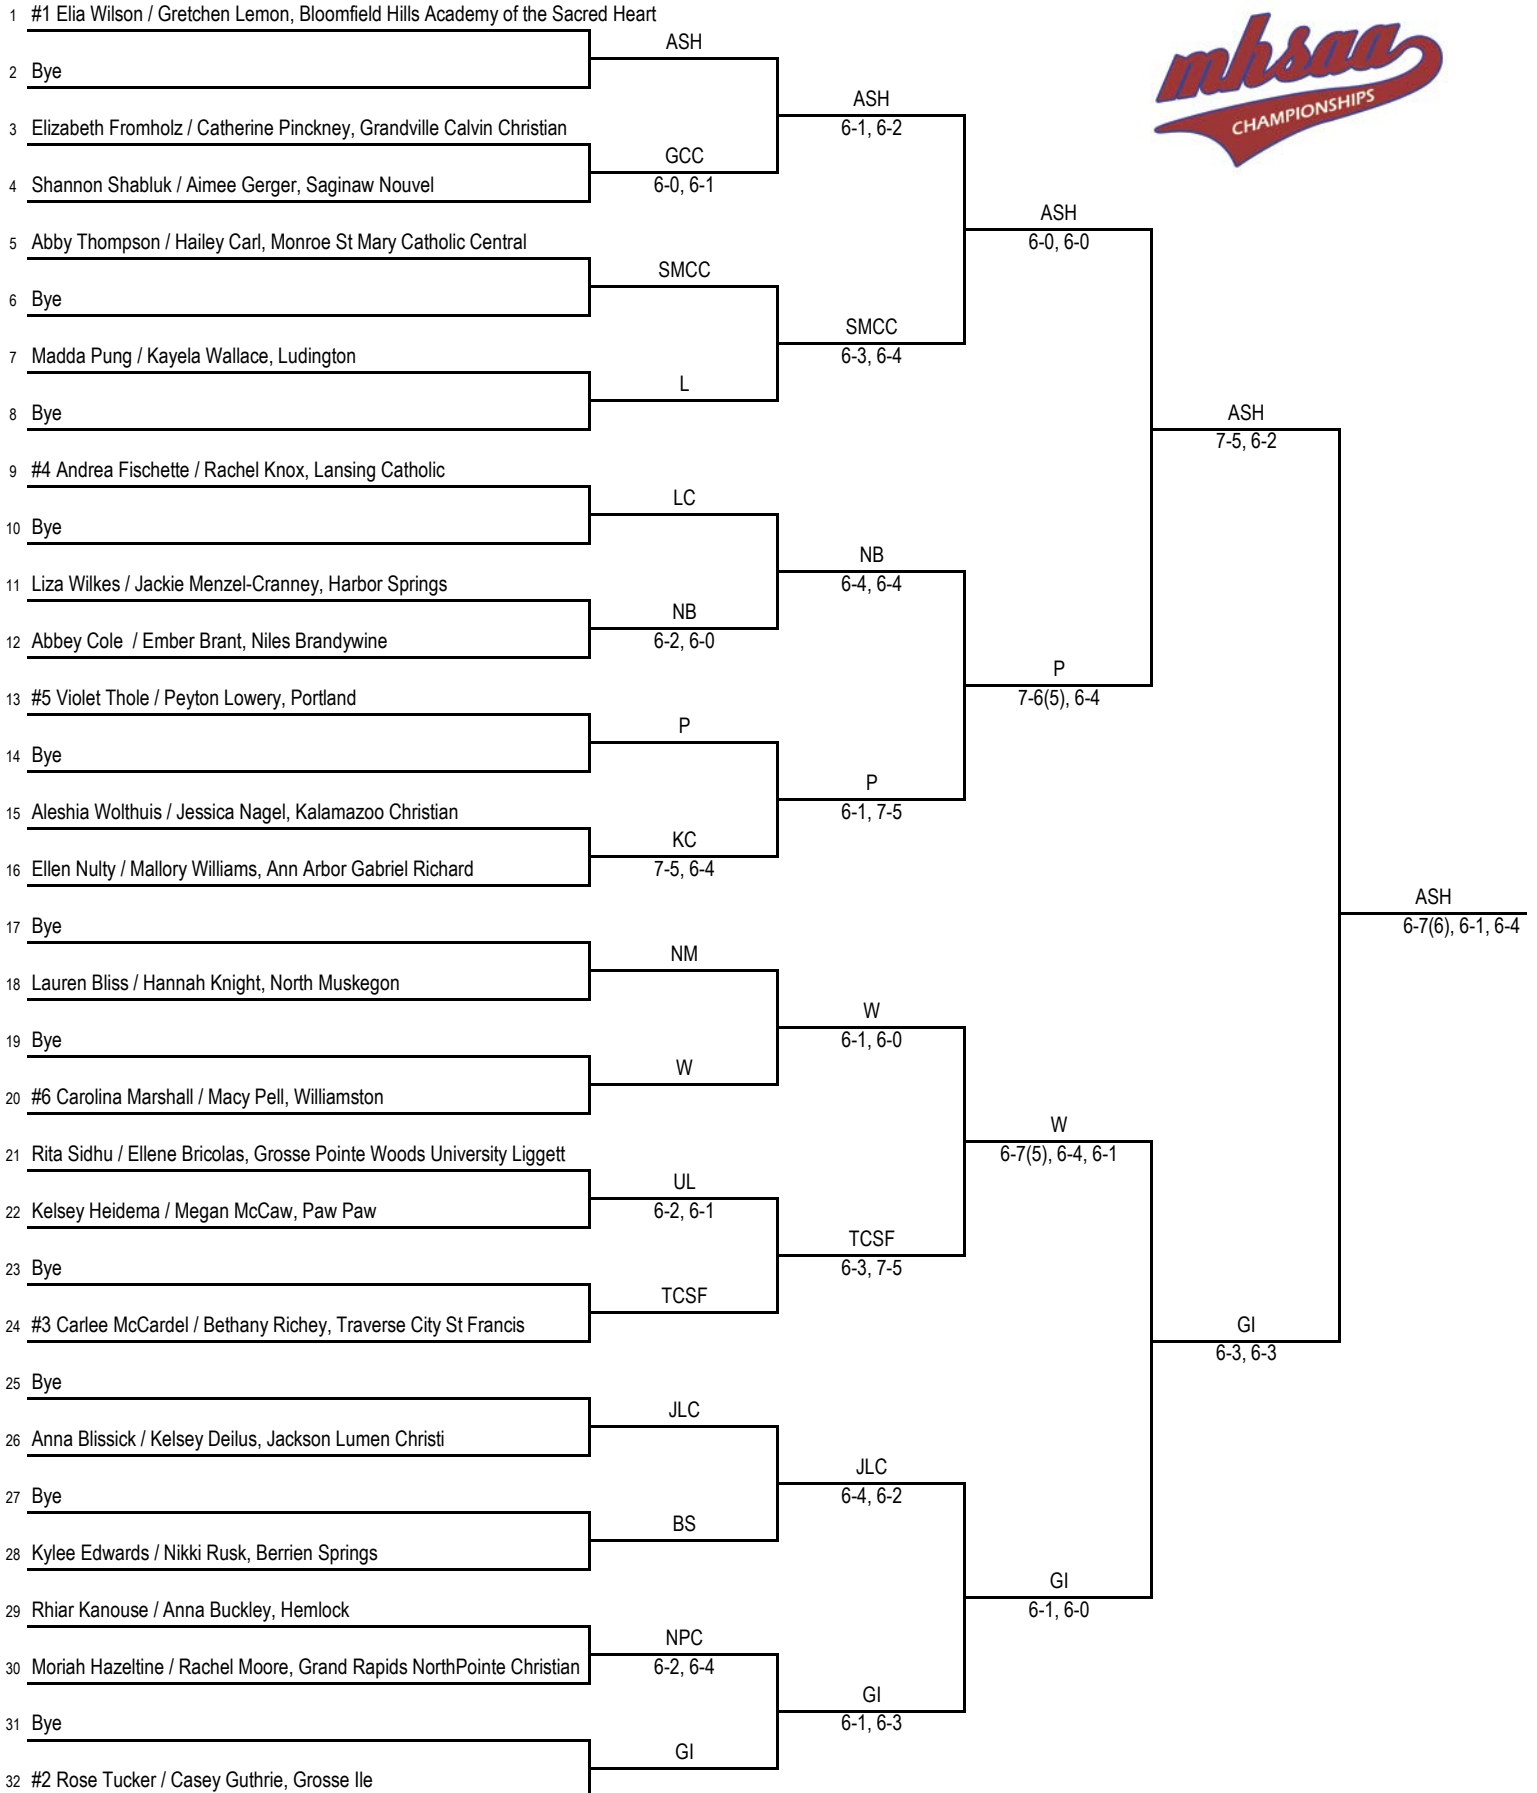 1 #1 Elia Wilson / Gretchen Lemon, Bloomfield Hills Academy of the Sacred Heart
mhsaa
CHAMPIONSHIPS
ASH
2 Bye
ASH
6-1, 6-2
3 Elizabeth Fromholz / Catherine Pinckney, Grandville Calvin Christian
GCC
6-0, 6-1
4 Shannon Shabluk / Aimee Gerger, Saginaw Nouvel
ASH
6-0, 6-0
5 Abby Thompson / Hailey Carl, Monroe St Mary Catholic Central
SMCC
6 Bye
SMCC
6-3, 6-4
7 Madda Pung / Kayela Wallace, Ludington
L
8 Bye
ASH
7-5, 6-2
9 #4 Andrea Fischette / Rachel Knox, Lansing Catholic
LC
10 Bye
NB
6-4, 6-4
11 Liza Wilkes / Jackie Menzel-Cranney, Harbor Springs
NB
6-2, 6-0
12 Abbey Cole / Ember Brant, Niles Brandywine
P
7-6(5), 6-4
13 #5 Violet Thole / Peyton Lowery, Portland
P
14 Bye
P
6-1, 7-5
15 Aleshia Wolthuis / Jessica Nagel, Kalamazoo Christian
KC
7-5, 6-4
16 Ellen Nulty / Mallory Williams, Ann Arbor Gabriel Richard
ASH
6-7(6), 6-1, 6-4
17 Bye
NM
18 Lauren Bliss / Hannah Knight, North Muskegon
W
6-1, 6-0
19 Bye
W
20 #6 Carolina Marshall / Macy Pell, Williamston
W
6-7(5), 6-4, 6-1
21 Rita Sidhu / Ellene Bricolas, Grosse Pointe Woods University Liggett
UL
6-2, 6-1
22 Kelsey Heidema / Megan McCaw, Paw Paw
TCSF
6-3, 7-5
23 Bye
TCSF
24 #3 Carlee McCardel / Bethany Richey, Traverse City St Francis
GI
6-3, 6-3
25 Bye
JLC
26 Anna Blissick / Kelsey Deilus, Jackson Lumen Christi
JLC
6-4, 6-2
27 Bye
BS
28 Kylee Edwards / Nikki Rusk, Berrien Springs
GI
6-1, 6-0
29 Rhiar Kanouse / Anna Buckley, Hemlock
NPC
6-2, 6-4
30 Moriah Hazeltine / Rachel Moore, Grand Rapids NorthPointe Christian
GI
6-1, 6-3
31 Bye
GI
32 #2 Rose Tucker / Casey Guthrie, Grosse Ile